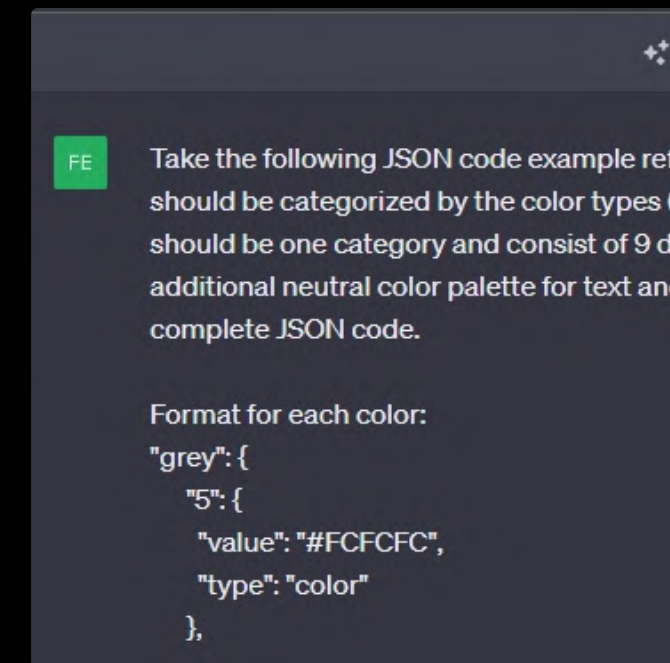 FE
Take the following JSON code example
should be categorized by the color types
should be one category and consist of 9
additional neutral color palette for text
complete JSON code.
Format for each color:
"grey": {
"5": {
"value": "#FCFCFC",
"type": "color"
},